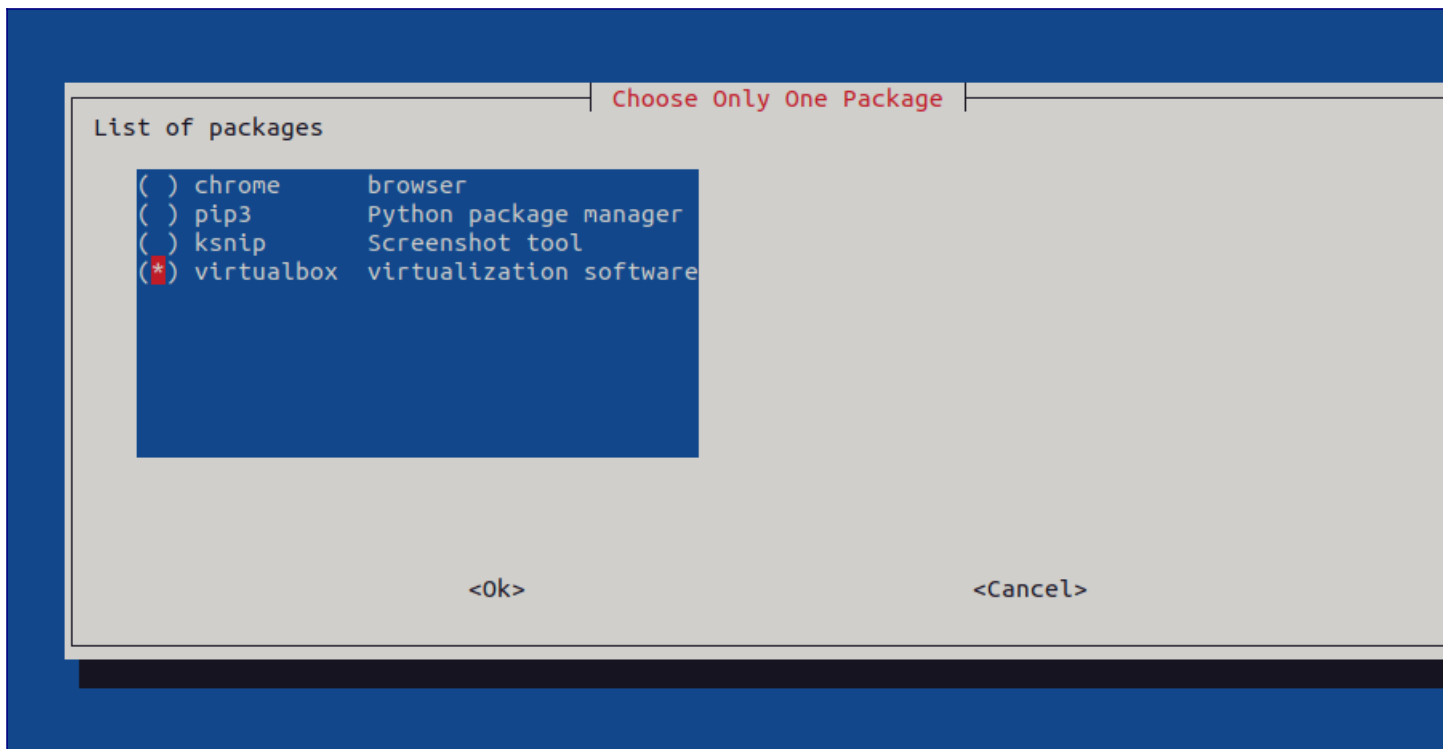 Choose Only One Package
List of packages
( ) chrome      browser
( ) pip3        Python package manager
( ) ksnip       Screenshot tool
(*) virtualbox  virtualization software
<Ok>                               <Cancel>